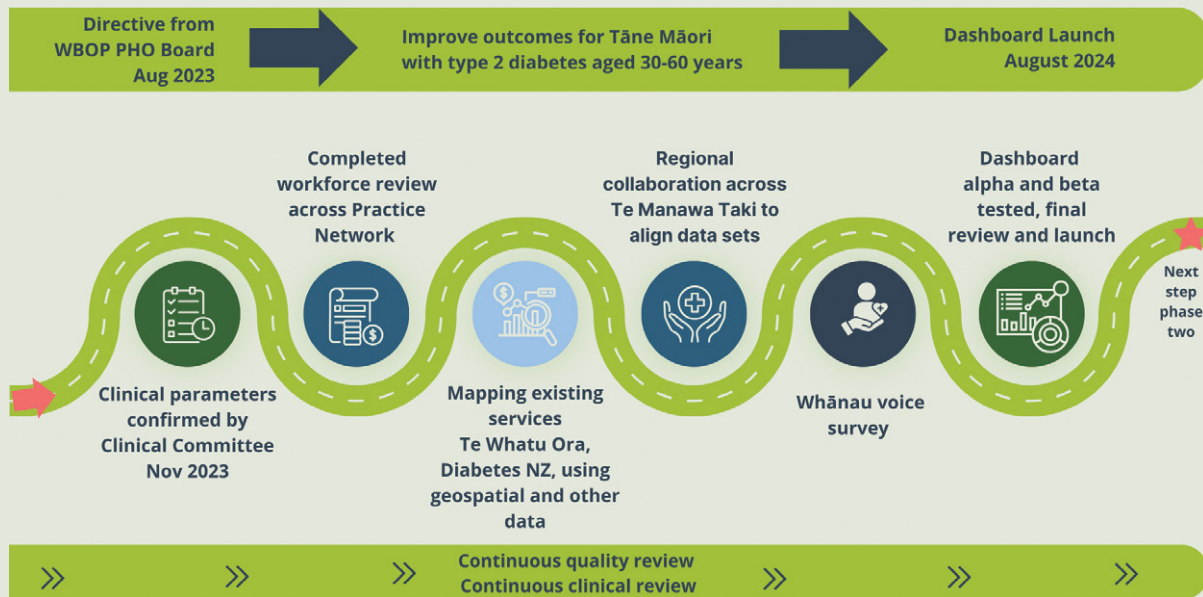 Directive from
WBOP PHO Board
Aug 2023
Improve outcomes for Tāne Māori
with type 2 diabetes aged 30-60 years
Dashboard Launch
August 2024
Completed
workforce review
across Practice
Network
Regional
collaboration across
Te Manawa Taki to
align data sets
Dashboard
alpha and beta
tested, final
review and launch
Next
step
phase
two
Clinical parameters
confirmed by
Clinical Committee
Nov 2023
Mapping existing
services
Te Whatu Ora,
Diabetes NZ, using
geospatial and other
data
Whānau voice
survey
Continuous quality review
Continuous clinical review